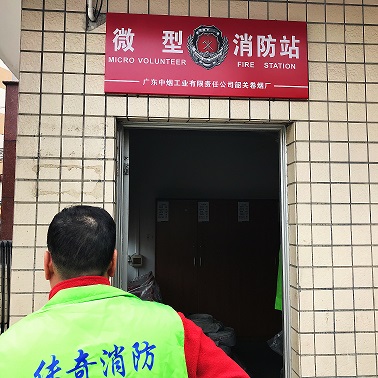 微型 消防站
MICRO VOLUNTEER FIRE STATION
广东中烟工业有限责任公司韶关卷烟厂
传奇消防